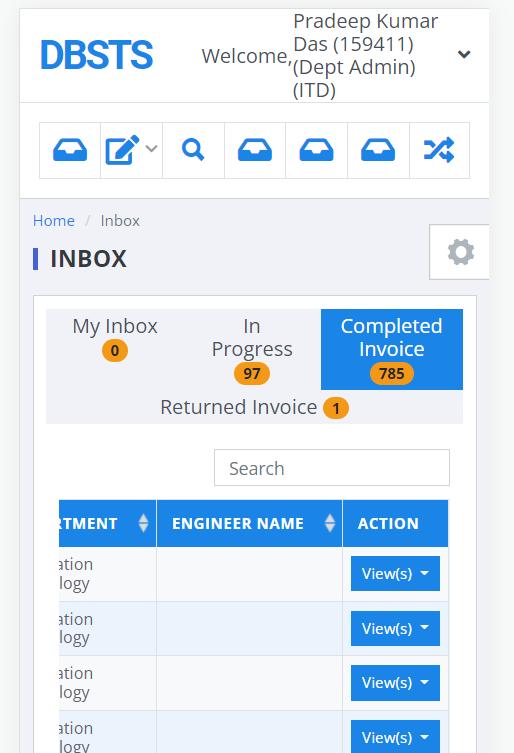 DBSTS
Welcome,
Pradeep Kumar
Das (159411)
(Dept Admin)
(ITD)
Home / Inbox
INBOX
My Inbox
0
In
Progress
97
Completed
Invoice
785
Returned Invoice 1
Search
RTMENT ENGINEER NAME ACTION
ation
logy
View(s)
ation
logy
View(s)
ation
logy
View(s)
ation
logy
View(s)